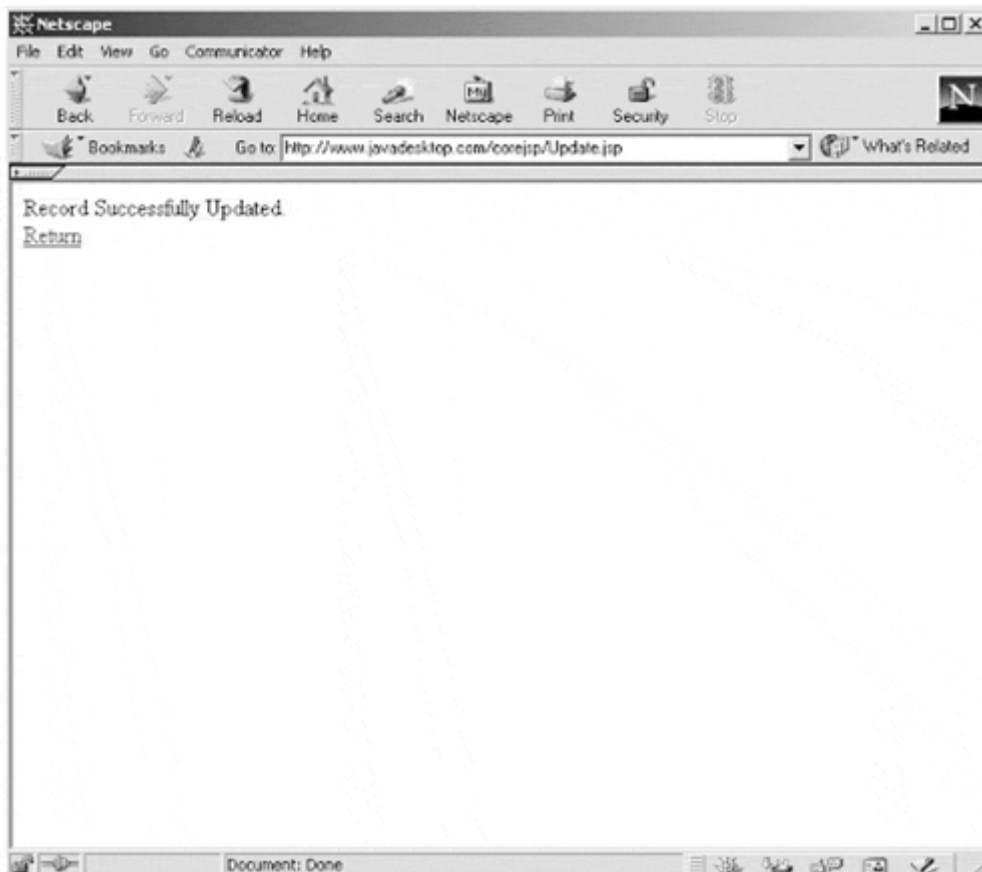 Netscape
File Edit View Go Communicator Help
My
Back Forward Reload Home Search Netscape Print Security Stop
N
Bookmarks Go to: http://www.javadesktop.com/corejsp/Update.jsp What's Related
Record Successfully Updated.
Return
Document: Done